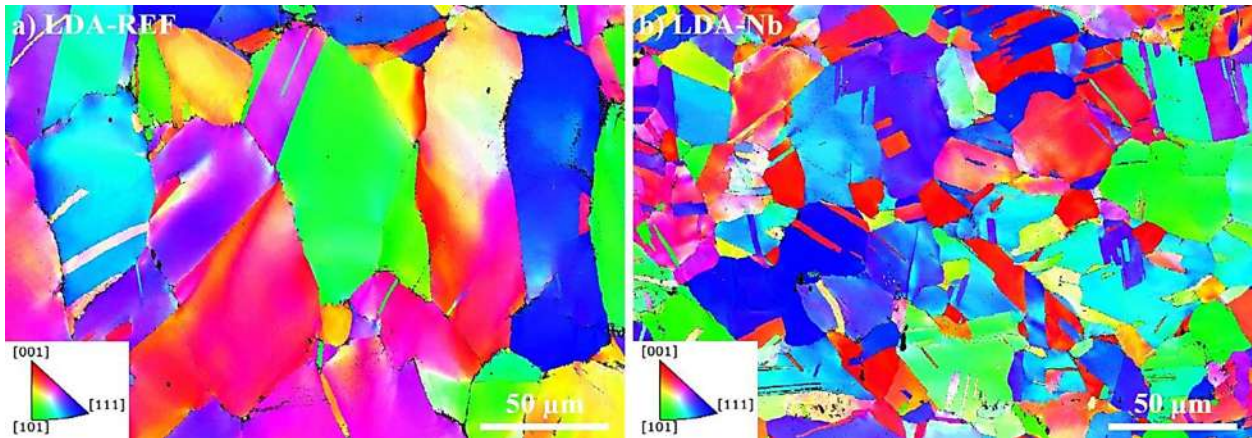 a) LDA-REF
b) LDA-Nb
[001]
[111]
[101]
50 µm
[001]
[111]
[101]
50 µm